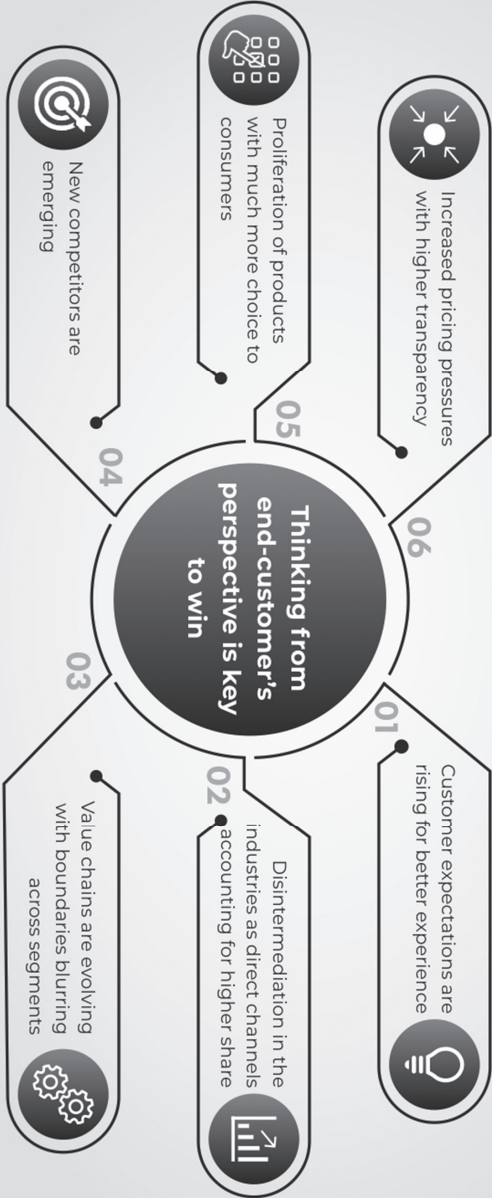 Thinking from
end-customer's
perspective is key
to win
01
Customer expectations are
rising for better experience
02
Disintermediation in the
industries as direct channels
accounting for higher share
03
Value chains are evolving
with boundaries blurring
across segments
04
New competitors are
emerging
05
Proliferation of products
with much more choice to
consumers
06
Increased pricing pressures
with higher transparency